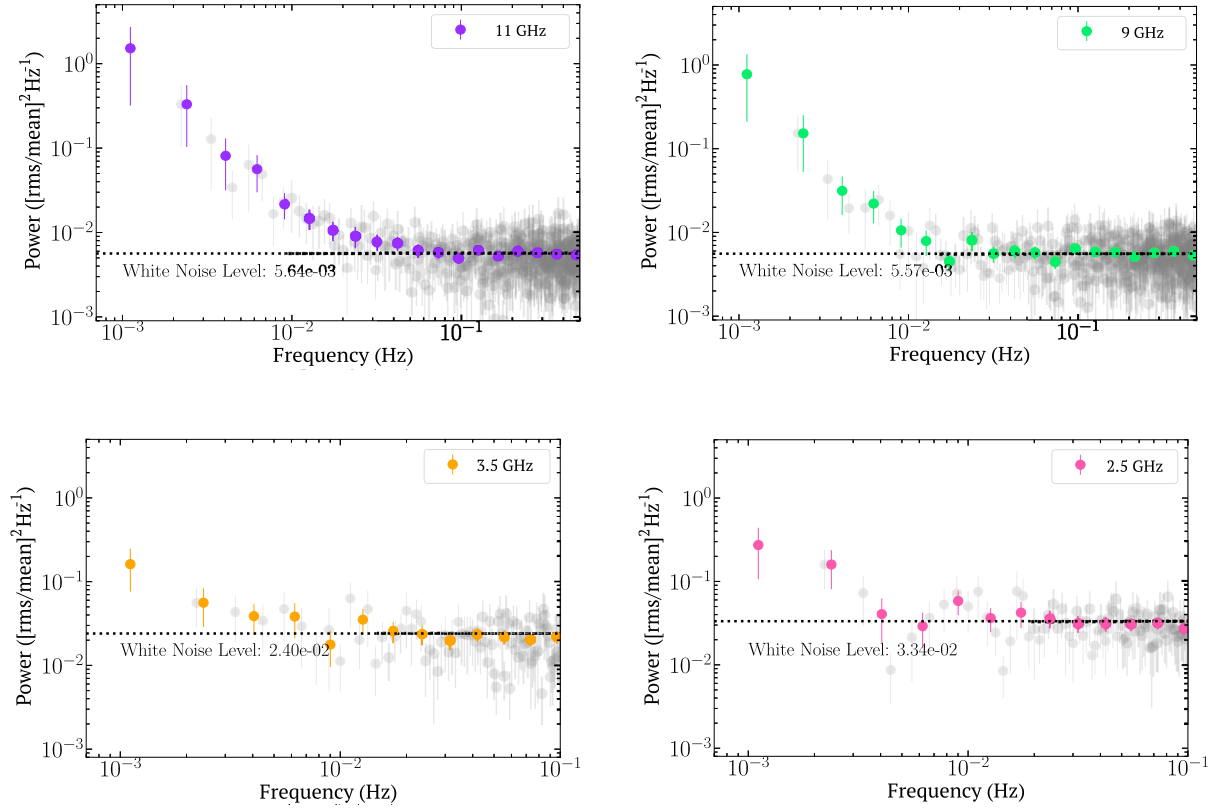 11 GHz
Power ([rms/mean]²Hz⁻¹)
10⁰
10⁻¹
10⁻²
10⁻³
White Noise Level: 5.64e-03
10⁻³
10⁻²
10⁻¹
Frequency (Hz)
9 GHz
Power ([rms/mean]²Hz⁻¹)
10⁰
10⁻¹
10⁻²
10⁻³
White Noise Level: 5.57e-03
10⁻³
10⁻²
10⁻¹
Frequency (Hz)
3.5 GHz
Power ([rms/mean]²Hz⁻¹)
10⁰
10⁻¹
10⁻²
10⁻³
White Noise Level: 2.40e-02
10⁻³
10⁻²
10⁻¹
Frequency (Hz)
2.5 GHz
Power ([rms/mean]²Hz⁻¹)
10⁰
10⁻¹
10⁻²
10⁻³
White Noise Level: 3.34e-02
10⁻³
10⁻²
10⁻¹
Frequency (Hz)